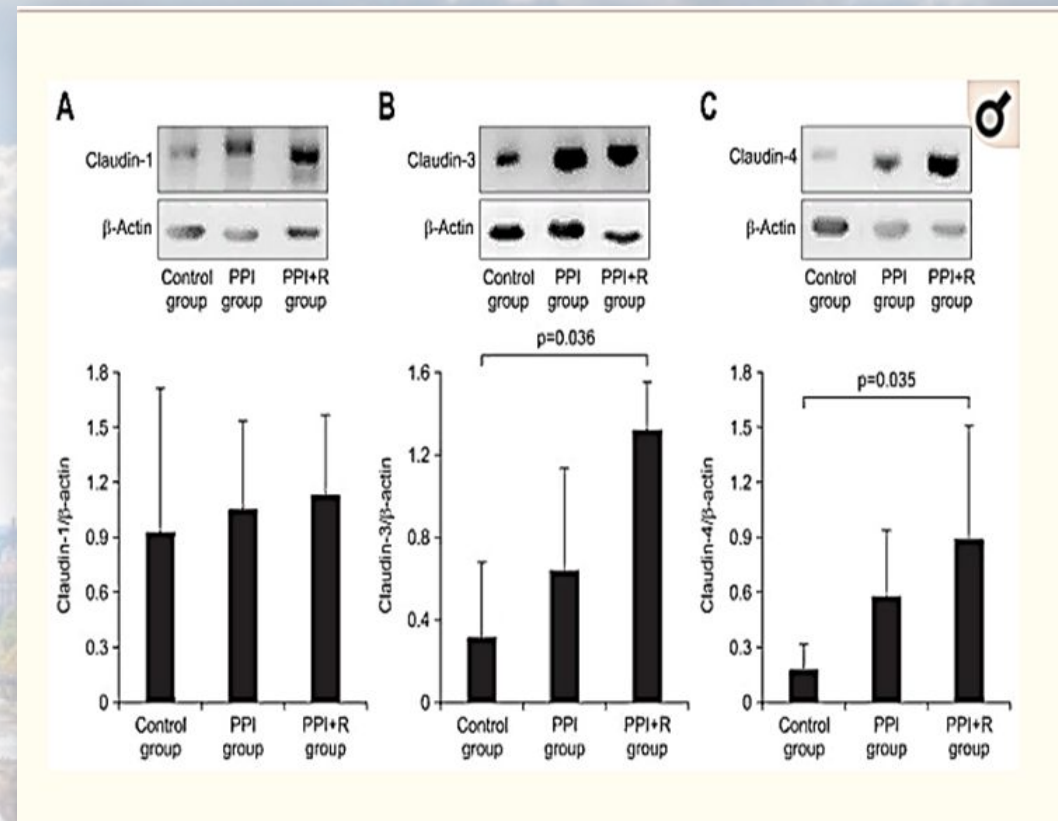 A
Claudin-1
β-Actin
Control group
PPI group
PPI+R group
1.8
1.5
1.2
0.9
0.6
0.3
0
Claudin-1/β-actin
Control group
PPI group
PPI+R group
B
Claudin-3
β-Actin
Control group
PPI group
PPI+R group
p=0.036
1.6
1.2
0.8
0.4
0
Claudin-3/β-actin
Control group
PPI group
PPI+R group
C
Claudin-4
β-Actin
Control group
PPI group
PPI+R group
p=0.035
1.8
1.5
1.2
0.9
0.6
0.3
0
Claudin-4/β-actin
Control group
PPI group
PPI+R group